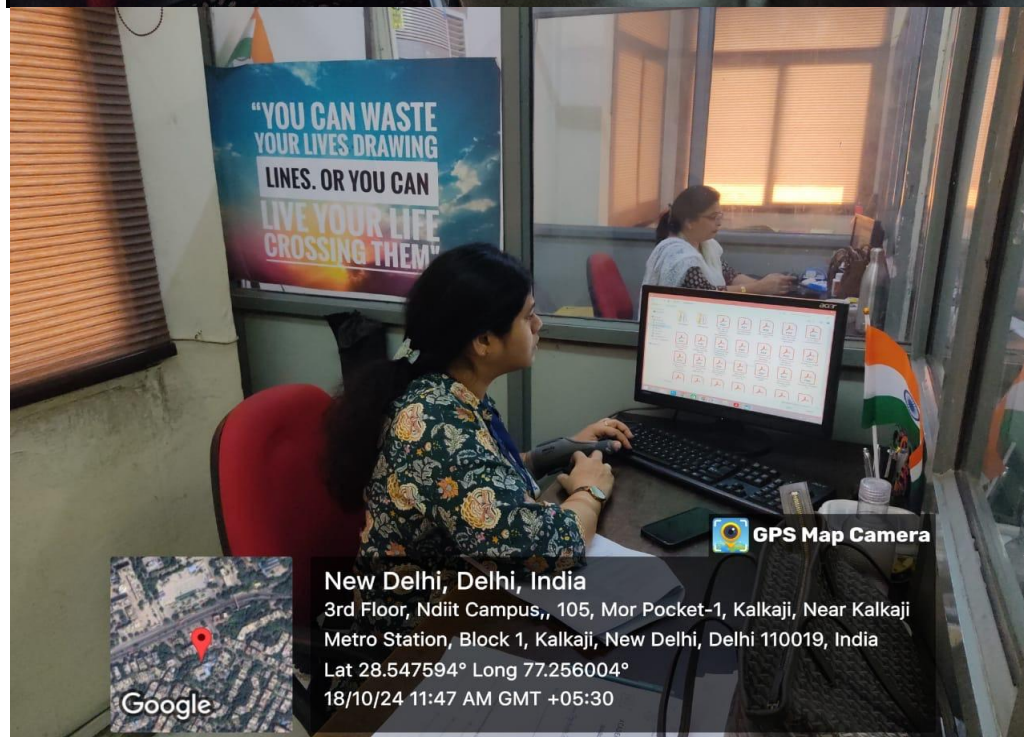 “YOU CAN WASTE
YOUR LIVES DRAWING
LINES. OR YOU CAN
LIVE YOUR LIFE
CROSSING THEM"
acer
GPS Map Camera
New Delhi, Delhi, India
3rd Floor, Ndiit Campus,, 105, Mor Pocket-1, Kalkaji, Near Kalkaji
Metro Station, Block 1, Kalkaji, New Delhi, Delhi 110019, India
Lat 28.547594° Long 77.256004°
18/10/24 11:47 AM GMT +05:30
Google